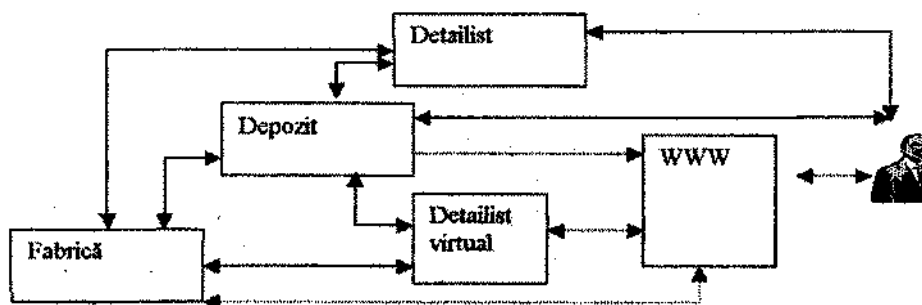 Detailist
Depozit
WWW
Detailist
virtual
Fabrică